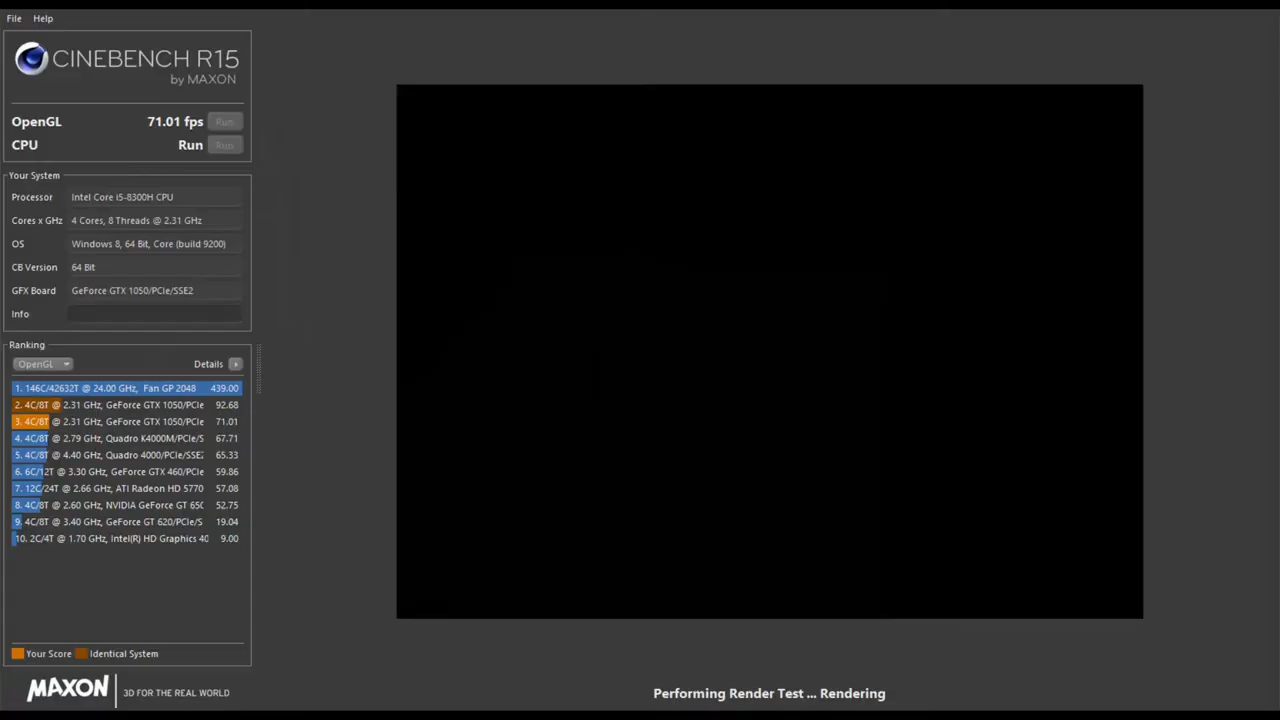 File Help
CINEBENCH R15
by MAXON
OpenGL 71.01 fps Run
CPU Run Run
Your System
Processor Intel Core i5-8300H CPU
Cores x GHz 4 Cores, 8 Threads @ 2.31 GHz
OS Windows 8, 64 Bit, Core (build 9200)
CB Version 64 Bit
GFX Board GeForce GTX 1050/PCIe/SSE2
Info
Ranking
OpenGL Details
1. 146C/42632T @ 24.00 GHz, Fan GP 2048 439.00
2. 4C/8T @ 2.31 GHz, GeForce GTX 1050/PCIe 92.68
3. 4C/8T @ 2.31 GHz, GeForce GTX 1050/PCIe 71.01
4. 4C/8T @ 2.79 GHz, Quadro K4000M/PCIe/S 67.71
5. 4C/8T @ 4.40 GHz, Quadro 4000/PCIe/SSE2 65.33
6. 6C/12T @ 3.30 GHz, GeForce GTX 460/PCIe 59.86
7. 12C/24T @ 2.66 GHz, ATI Radeon HD 5770 57.08
8. 4C/8T @ 2.60 GHz, NVIDIA GeForce GT 650 52.75
9. 4C/8T @ 3.40 GHz, GeForce GT 620/PCIe/S 19.04
10. 2C/4T @ 1.70 GHz, Intel(R) HD Graphics 40 9.00
Your Score Identical System
MAXON 3D FOR THE REAL WORLD
Performing Render Test ... Rendering